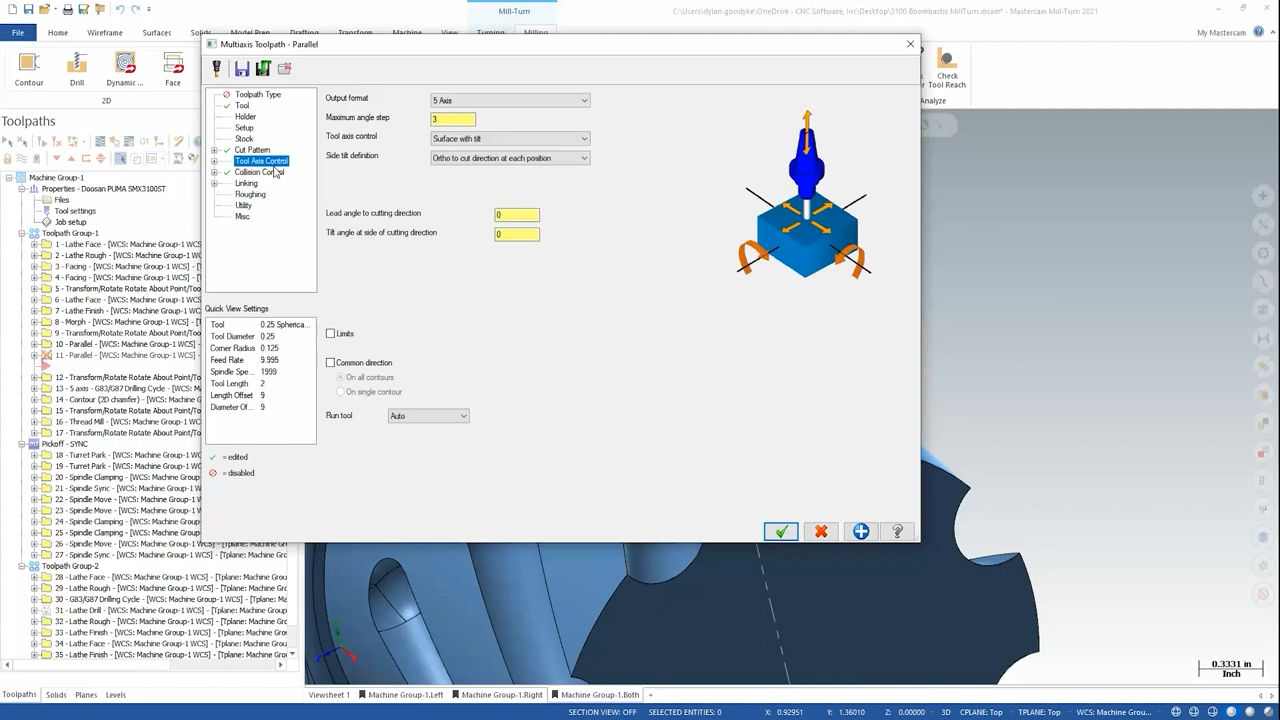 Mill-Turn
C:\users\dylan.gondyke\OneDrive - CNC Software, Inc\Desktop\3100 Boombastic MillTurn.mcam* - Mastercam Mill-Turn 2021
File
Home
Wireframe
Surfaces
Solids
Model Prep
Drafting
Transform
Machine
View
Turning
Milling
My Mastercam
Contour
Drill
Dynamic ...
Face
2D
Check
Tool Reach
Toolpaths
Machine Group-1
Properties - Doosan PUMA SMX3100ST
Files
Tool settings
Job setup
Toolpath Group-1
1 - Lathe Face - [WCS: Machine Group-1 WCS] - [Tpla
2 - Lathe Rough - [WCS: Machine Group-1 WCS] - [Tpl
3 - Facing - [WCS: Machine Group-1 WCS] - [Tplane:
4 - Facing - [WCS: Machine Group-1 WCS] - [Tplane:
5 - Transform/Rotate Rotate About Point/To
6 - Lathe Face - [WCS: Machine Group-1 WCS]
7 - Lathe Finish - [WCS: Machine Group-1 WCS]
8 - Morph - [WCS: Machine Group-1 WCS]
9 - Transform/Rotate Rotate About Point/Too
10 - Parallel - [WCS: Machine Group-1 WCS]
11 - Parallel - [WCS: Machine Group-1 WCS]
12 - Transform/Rotate Rotate About Point/To
13 - 5 axis - G83/G87 Drilling Cycle - [WCS:
14 - Contour (2D chamfer) - [WCS: Machine G
15 - Transform/Rotate Rotate About Point/To
16 - Thread Mill - [WCS: Machine Group-1 W
17 - Transform/Rotate Rotate About Point/To
Pickoff - SYNC
18 - Turret Park - [WCS: Machine Group-1 W
19 - Turret Park - [WCS: Machine Group-1 W
20 - Spindle Clamping - [WCS: Machine Grou
21 - Spindle Sync - [WCS: Machine Group-1
22 - Spindle Move - [WCS: Machine Group-1
23 - Spindle Move - [WCS: Machine Group-1
24 - Spindle Clamping - [WCS: Machine Grou
25 - Spindle Clamping - [WCS: Machine Grou
26 - Spindle Move - [WCS: Machine Group-1
27 - Spindle Sync - [WCS: Machine Group-1
Toolpath Group-2
28 - Lathe Face - [WCS: Machine Group-1 WCS] - [Tplane: Machine Gr
29 - Lathe Rough - [WCS: Machine Group-1 WCS] - [Tplane: Machine
30 - G83/G87 Drilling Cycle - [WCS: Machine Group-1 WCS] - [Tplane
31 - Lathe Drill - [WCS: Machine Group-1 WCS] - [Tplane: Machine Gr
32 - Lathe Rough - [WCS: Machine Group-1 WCS] - [Tplane: Machine
33 - Lathe Finish - [WCS: Machine Group-1 WCS] - [Tplane: Machine G
34 - Lathe Face - [WCS: Machine Group-1 WCS] - [Tplane: Machine Gr
35 - Lathe Finish - [WCS: Machine Group-1 WCS] - [Tplane: Machine G
Toolpaths
Solids
Planes
Levels
Multiaxis Toolpath - Parallel
Toolpath Type
Tool
Holder
Setup
Stock
Cut Pattern
Tool Axis Control
Collision Control
Linking
Roughing
Utility
Misc
Quick View Settings
Tool 0.25 Spherica...
Tool Diameter 0.25
Corner Radius 0.125
Feed Rate 9.995
Spindle Spe... 1999
Tool Length 2
Length Offset 9
Diameter Of... 9
= edited
= disabled
Output format 5 Axis
Maximum angle step 3
Tool axis control Surface with tilt
Side tilt definition Ortho to cut direction at each position
Lead angle to cutting direction 0
Tilt angle at side of cutting direction 0
Limits
Common direction
On all contours
On single contour
Run tool Auto
0.3331 in
Inch
Viewsheet 1
Machine Group-1.Left
Machine Group-1.Right
Machine Group-1.Both
+
SECTION VIEW: OFF
SELECTED ENTITIES: 0
X: 0.92951
Y: 1.36010
Z: 0.00000
3D
CPLANE: Top
TPLANE: Top
WCS: Machine Group-1